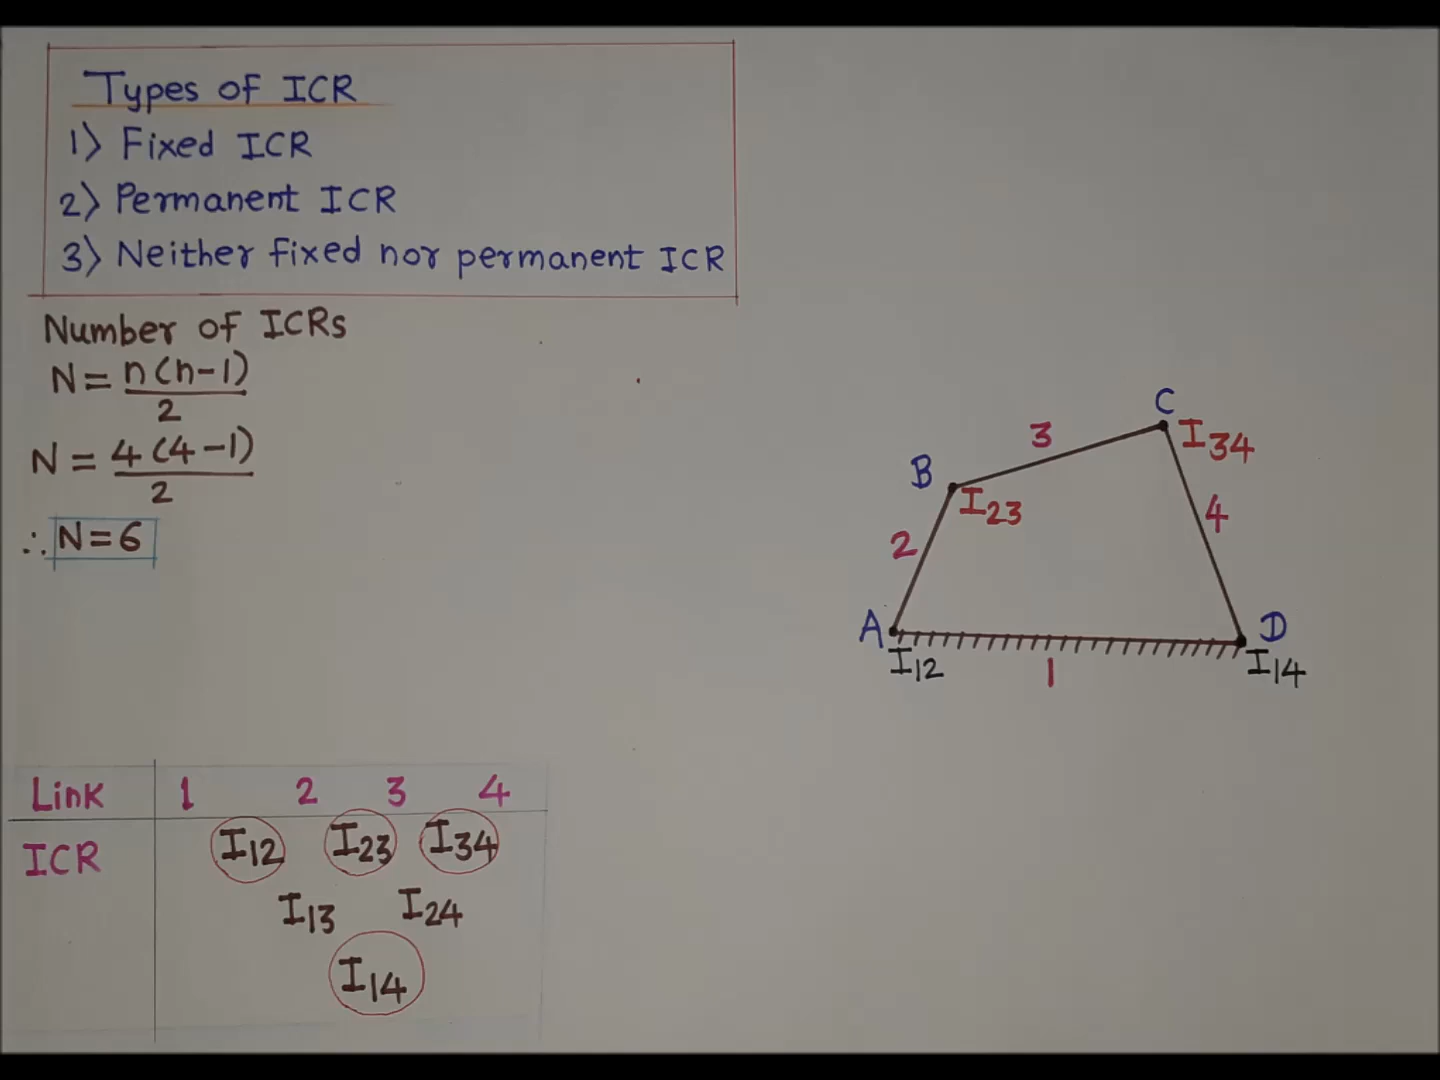 Types of ICR
1) Fixed ICR
2) Permanent ICR
3) Neither fixed nor permanent ICR
Number of ICRs
N = n(n-1)
2
N = 4(4-1)
2
∴ N=6
C
3 I34
B
I23
4
2
A D
I12 1 I14
Link 1 2 3 4
ICR I12 I23 I34
I13 I24
I14